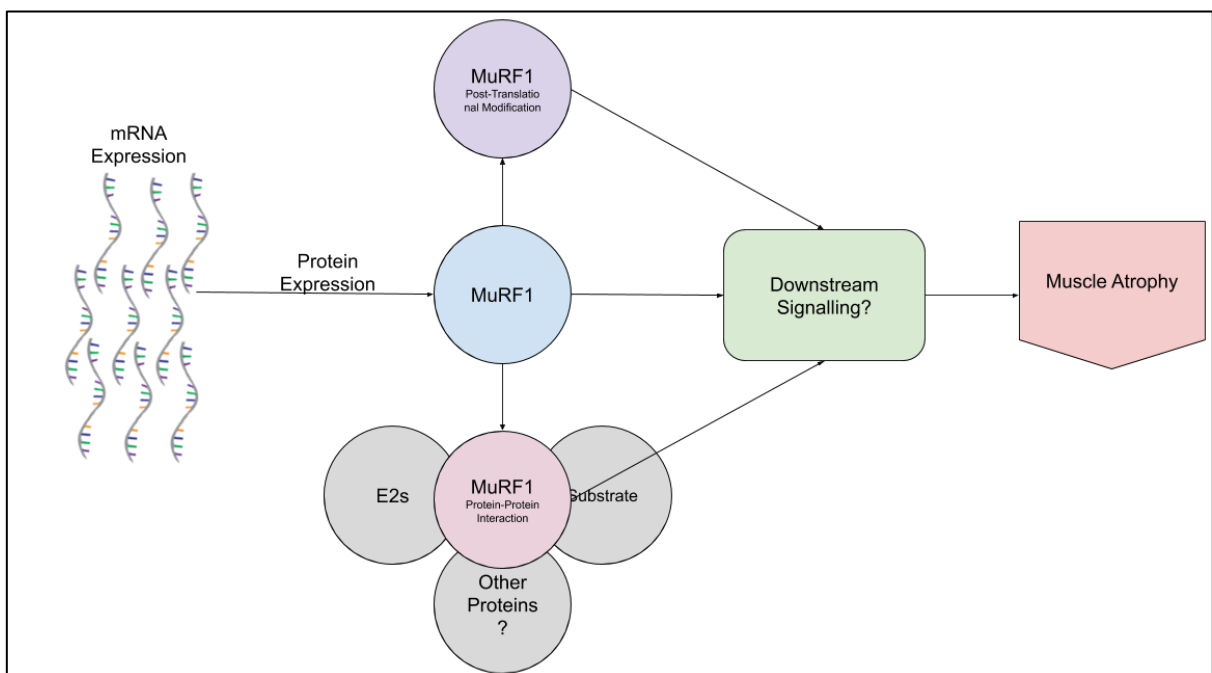 MuRF1
Post-Translatio
nal Modification
mRNA
Expression
Protein
Expression
MuRF1
Downstream
Signalling?
Muscle Atrophy
E2s
MuRF1
Protein-Protein
Interaction
Substrate
Other
Proteins
?